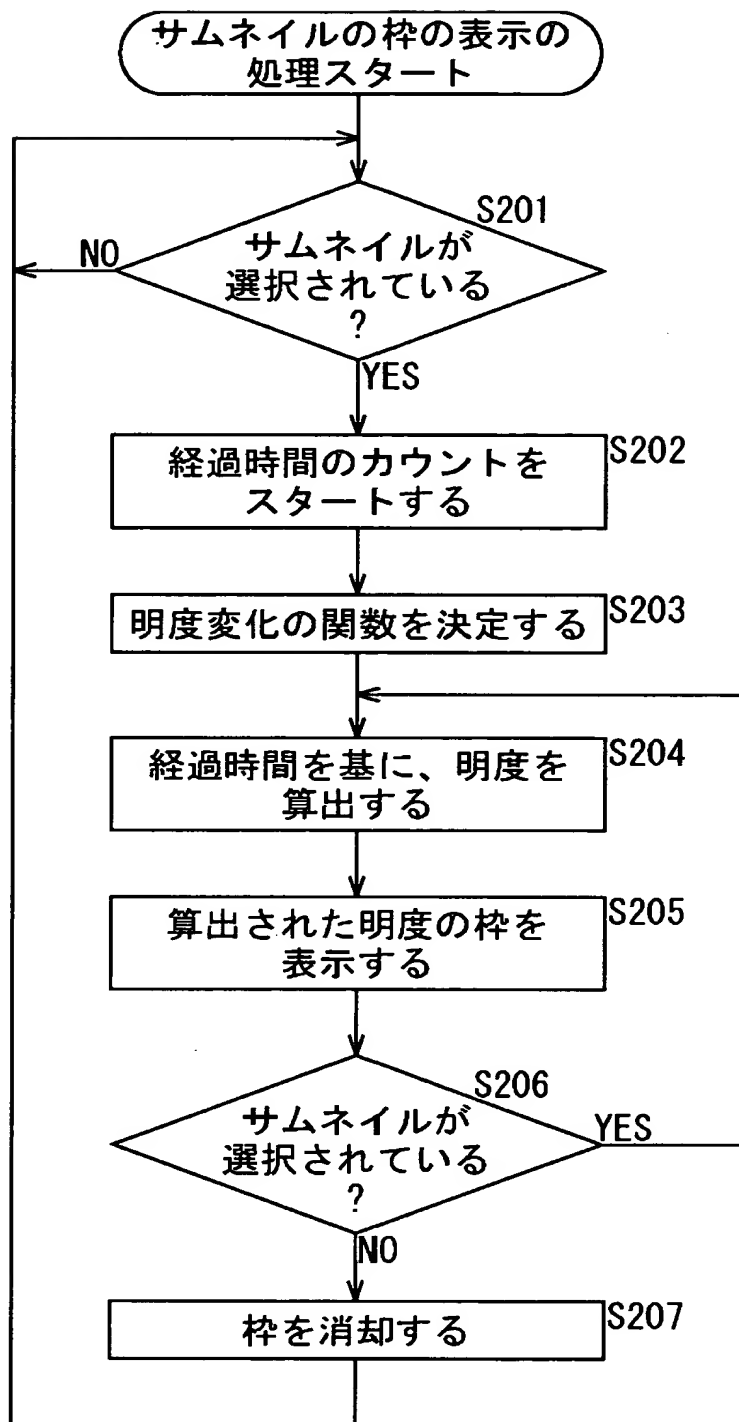 サムネイルの枠の表示の
処理スタート
S201
サムネイルが
選択されている
?
NO
YES
S202
経過時間のカウントを
スタートする
S203
明度変化の関数を決定する
S204
経過時間を基に、明度を
算出する
S205
算出された明度の枠を
表示する
S206
サムネイルが
選択されている
?
YES
NO
S207
枠を消却する